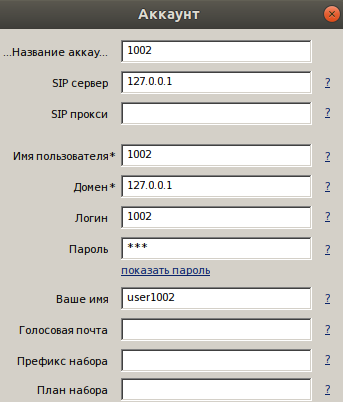 Аккаунт
...Название аккау... 1002
SIP сервер 127.0.0.1 ?
SIP прокси ?
Имя пользователя* 1002 ?
Домен* 127.0.0.1 ?
Логин 1002 ?
Пароль *** ?
показать пароль
Ваше имя user1002 ?
Голосовая почта ?
Префикс набора ?
План набора ?